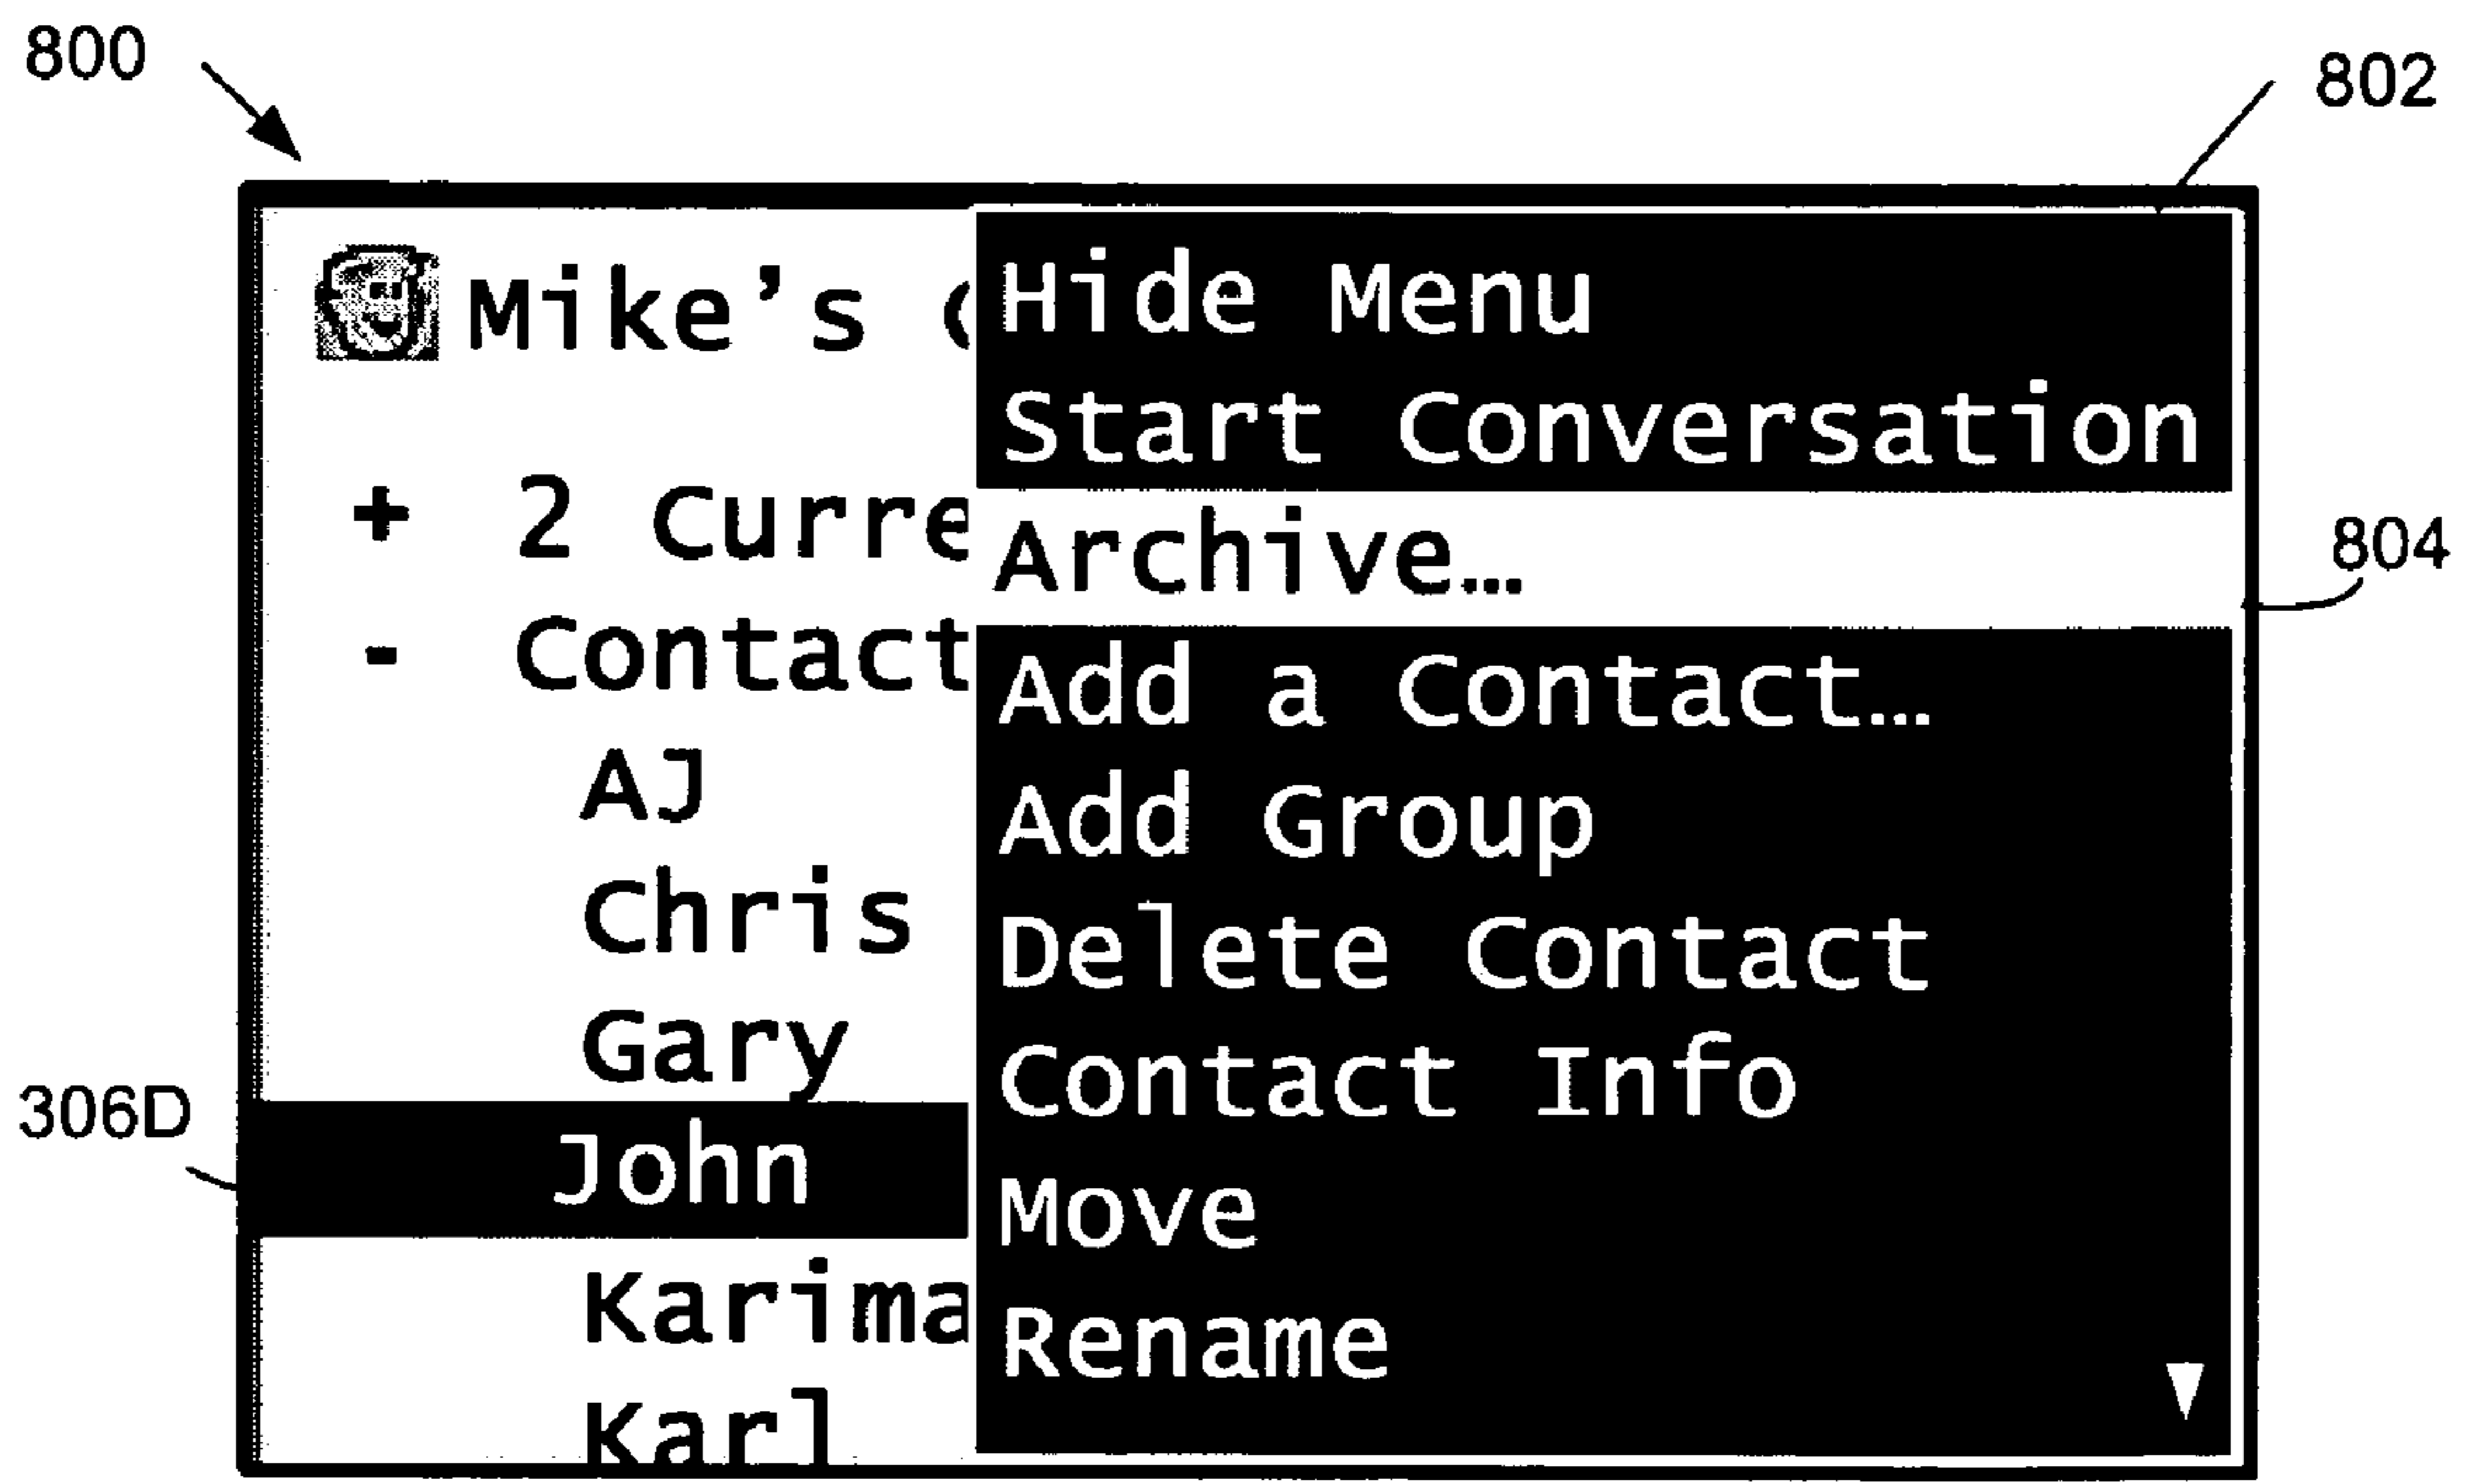 800
802
Mike's
Hide Menu
Start Conversation
+ 2 Curre
Archive...
804
- Contact
Add a Contact...
AJ
Add Group
Chris
Delete Contact
Gary
Contact Info
306D
John
Move
Karima
Rename
Karl